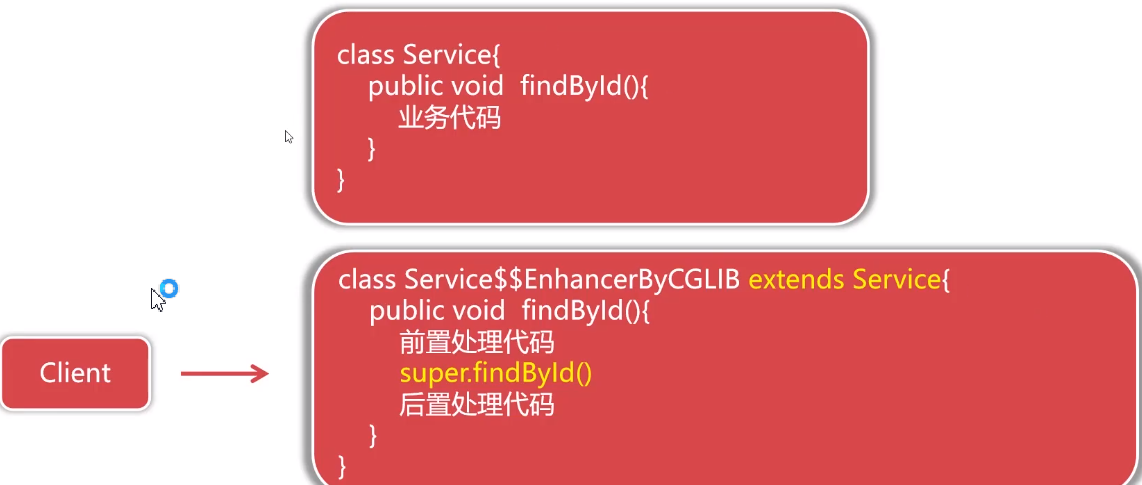 class Service{
public void findById(){
业务代码
}
}
class Service$$EnhancerByCGLIB extends Service{
public void findById(){
前置处理代码
super.findById()
后置处理代码
}
}
Client